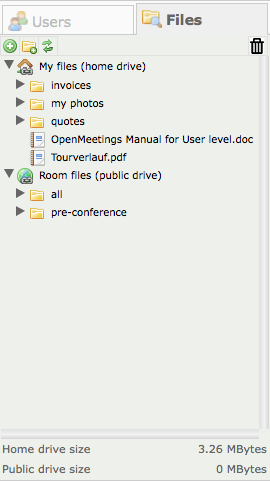 Users
Files
My files (home drive)
invoices
my photos
quotes
OpenMeetings Manual for User level.doc
Tourverlauf.pdf
Room files (public drive)
all
pre-conference
Home drive size 3.26 MBytes
Public drive size 0 MBytes